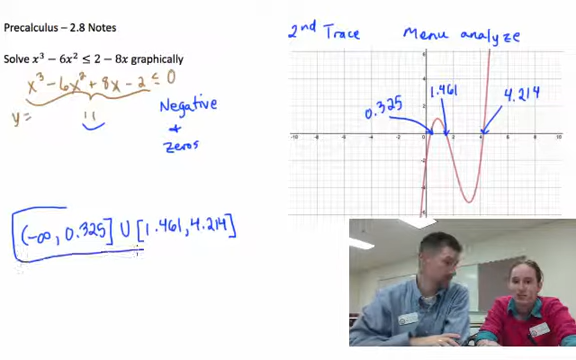 Precalculus – 2.8 Notes
2nd Trace Menu analyze
Solve x³ − 6x² ≤ 2 − 8x graphically
x³ − 6x² + 8x − 2 ≤ 0
y =
Negative
+
zeros
0.325
1.461
4.214
(−∞, 0.325] ∪ [1.461, 4.214]